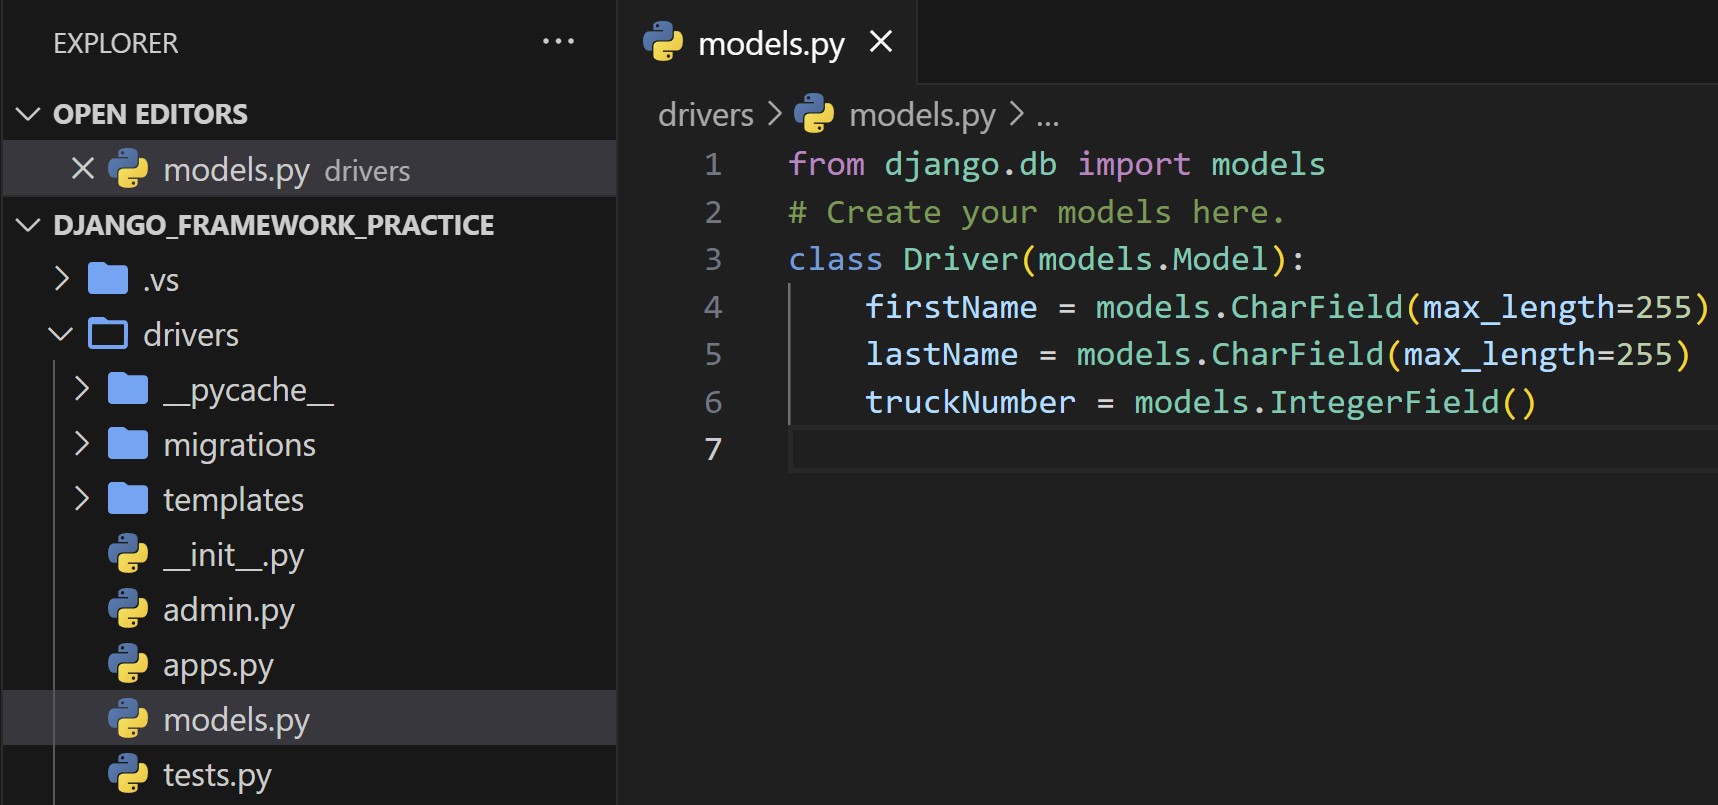 EXPLORER
OPEN EDITORS
models.py drivers
DJANGO_FRAMEWORK_PRACTICE
.vs
drivers
__pycache__
migrations
templates
__init__.py
admin.py
apps.py
models.py
tests.py
models.py
drivers > models.py > ...
1 from django.db import models
2 # Create your models here.
3 class Driver(models.Model):
4     firstName = models.CharField(max_length=255)
5     lastName = models.CharField(max_length=255)
6     truckNumber = models.IntegerField()
7